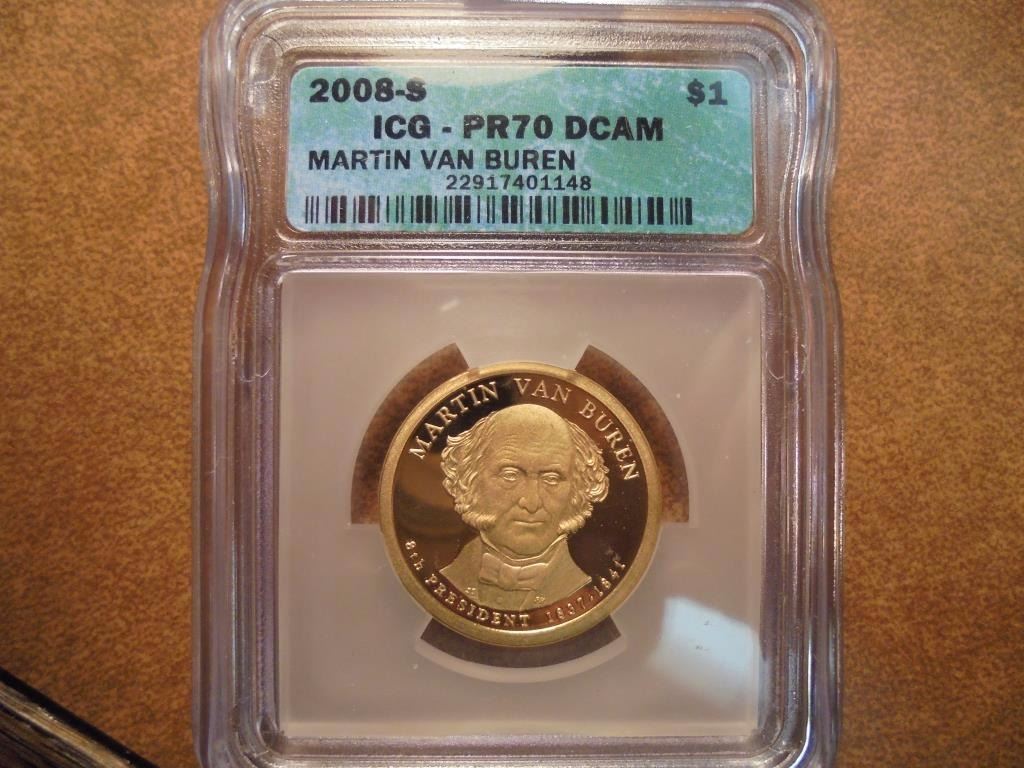 2008-S $1
ICG - PR70 DCAM
MARTiN VAN BUREN
22917401148
MARTIN VAN BUREN
8th PRESIDENT 1837-1841